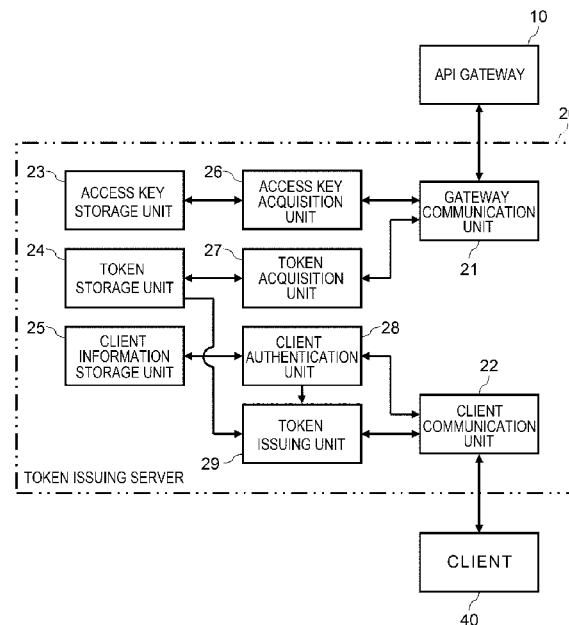 10
API GATEWAY
20
23
ACCESS KEY
STORAGE UNIT
26
ACCESS KEY
ACQUISITION
UNIT
GATEWAY
COMMUNICATION
UNIT
21
24
TOKEN
STORAGE UNIT
27
TOKEN
ACQUISITION
UNIT
25
CLIENT
INFORMATION
STORAGE UNIT
28
CLIENT
AUTHENTICATION
UNIT
22
CLIENT
COMMUNICATION
UNIT
TOKEN
ISSUING UNIT
29
TOKEN ISSUING SERVER
CLIENT
40